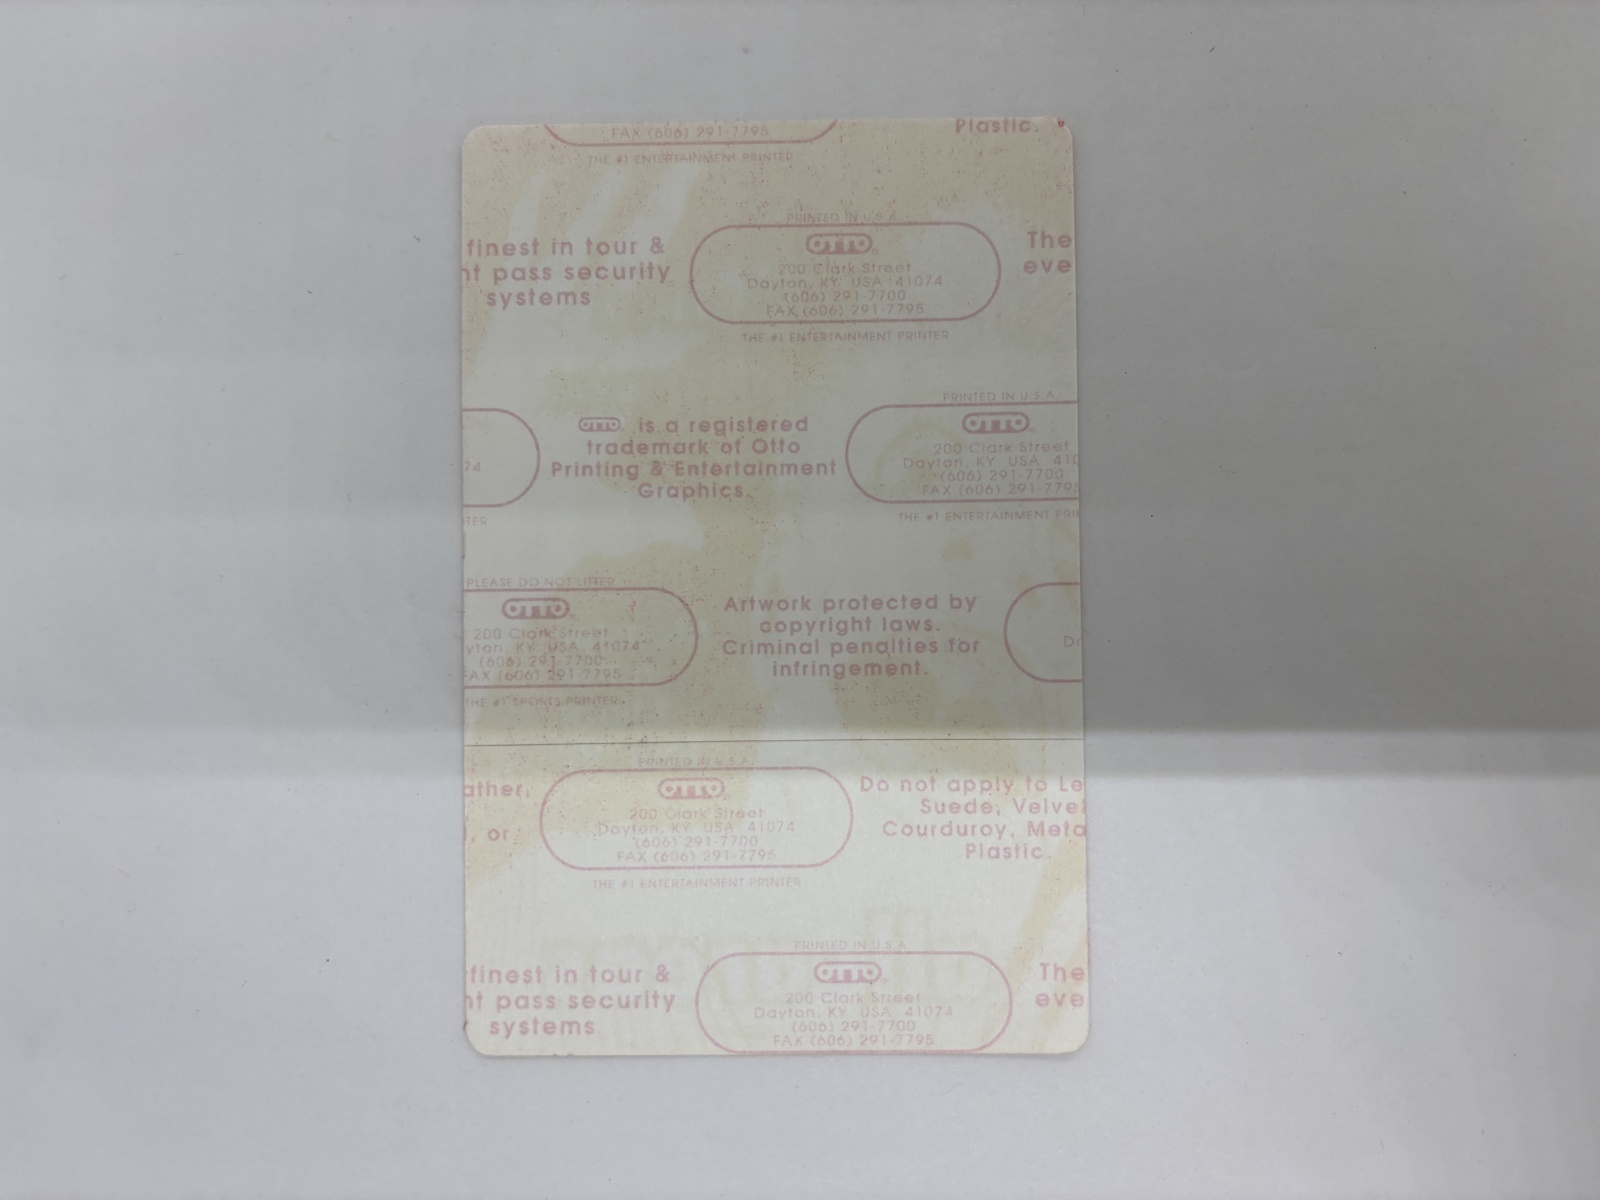 FAX (606) 291-7795
THE #1 ENTERTAINMENT PRINTED
Plastic.
PRINTED IN U.S.A.
finest in tour &
nt pass security
systems
OTTO
200 Clark Street
Dayton, KY USA 41074
(606) 291-7700
FAX (606) 291-7795
THE #1 ENTERTAINMENT PRINTER
The
eve
74
TER
OTTO is a registered
trademark of Otto
Printing & Entertainment
Graphics.
PRINTED IN U.S.A.
OTTO
200 Clark Street
Dayton, KY USA 410
(606) 291-7700
FAX (606) 291-779
THE #1 ENTERTAINMENT PRI
PLEASE DO NOT LITTER
OTTO
200 Clark Street
yton, KY USA 41074
(606) 291-7700
FAX (606) 291-7795
THE #1 SPORTS PRINTER
Artwork protected by
copyright laws.
Criminal penalties for
infringement.
ather,
, or
PRINTED IN U.S.A.
OTTO
200 Clark Street
Dayton, KY USA 41074
(606) 291-7700
FAX (606) 291-7795
THE #1 ENTERTAINMENT PRINTER
Do not apply to Le
Suede, Velve
Courduroy, Meta
Plastic.
finest in tour &
nt pass security
systems
PRINTED IN U.S.A
OTTO
200 Clark Street
Dayton, KY USA 41074
(606) 291-7700
FAX (606) 291-7795
The
eve